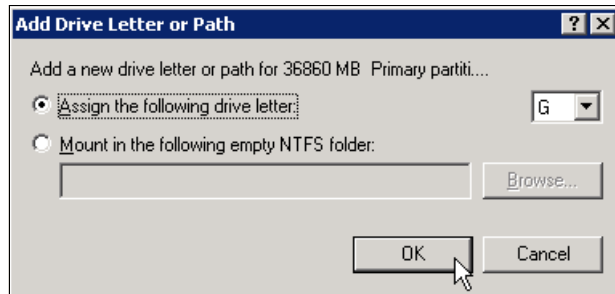 Add Drive Letter or Path
Add a new drive letter or path for 36860 MB Primary partiti....
Assign the following drive letter:
G
Mount in the following empty NTFS folder:
Browse...
OK
Cancel